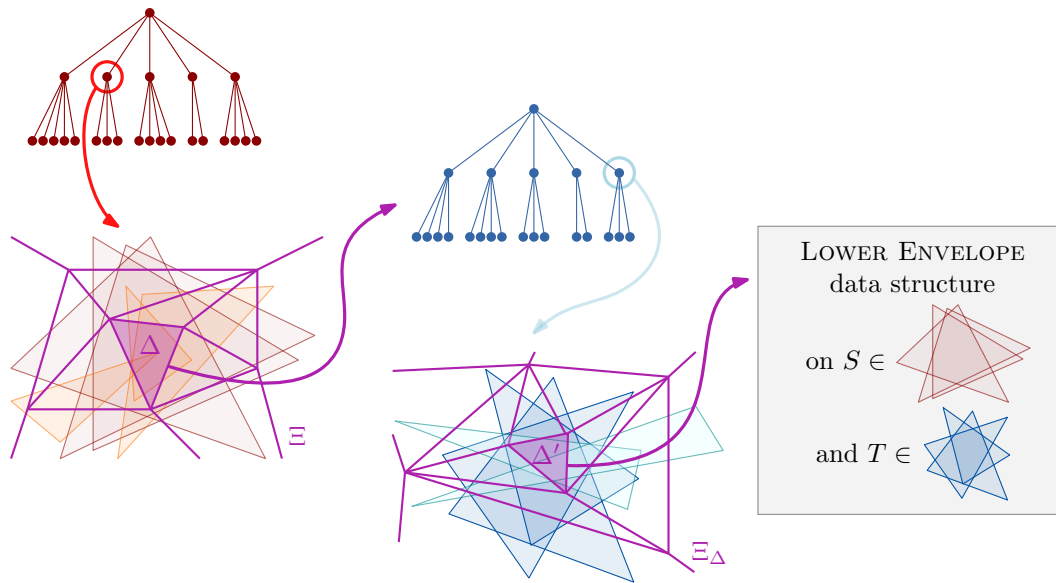 Δ
Ξ
Δ′
Ξ_Δ
LOWER ENVELOPE
data structure
on S ∈
and T ∈